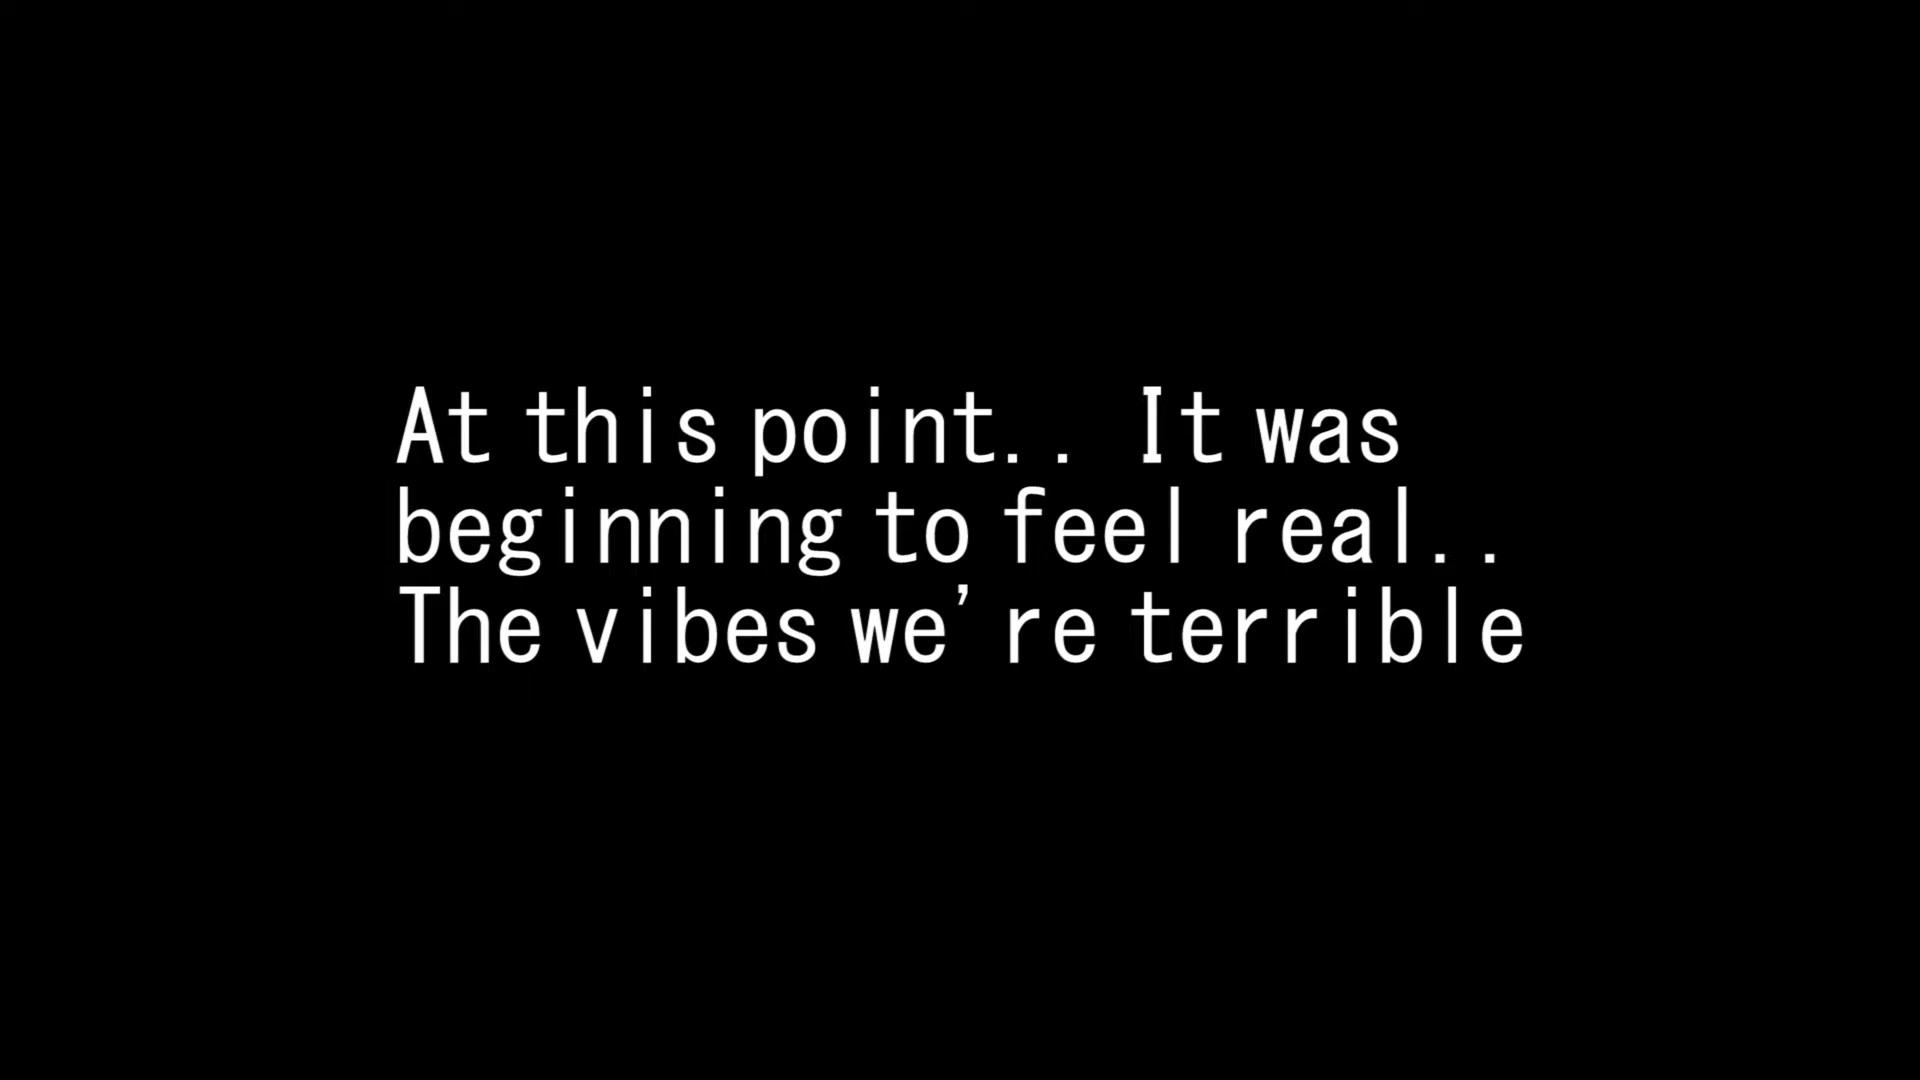 At this point.. It was
beginning to feel real..
The vibes we're terrible